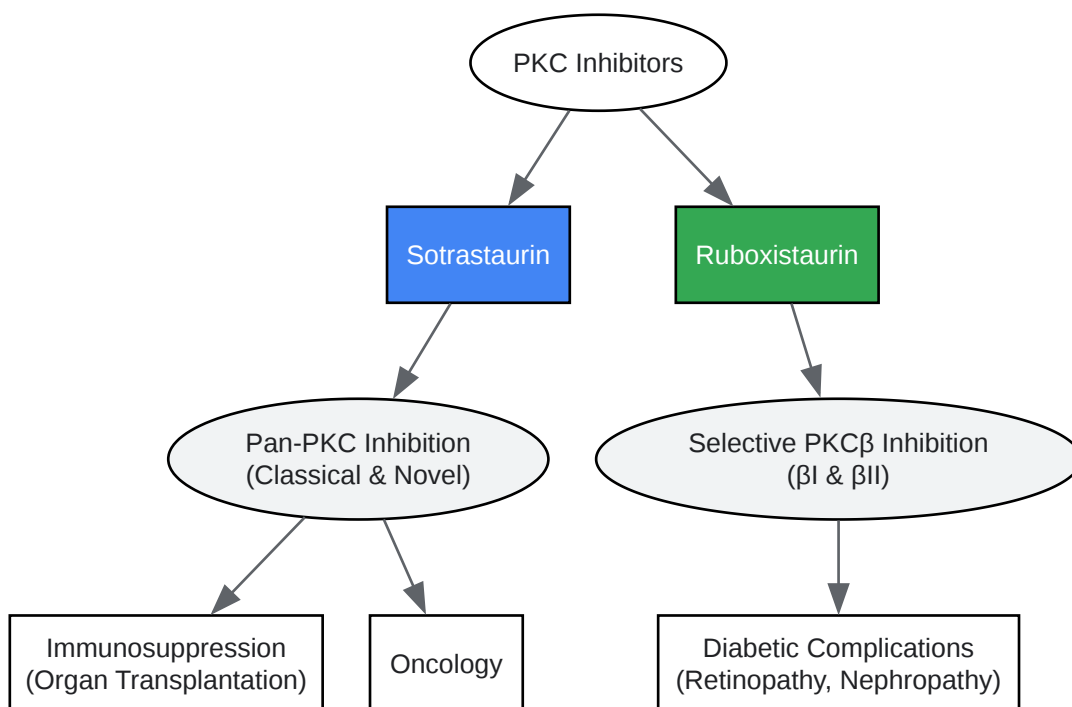 PKC Inhibitors
Sotrastaurin
Ruboxistaurin
Pan-PKC Inhibition
(Classical & Novel)
Selective PKCβ Inhibition
(βI & βII)
Immunosuppression
(Organ Transplantation)
Oncology
Diabetic Complications
(Retinopathy, Nephropathy)